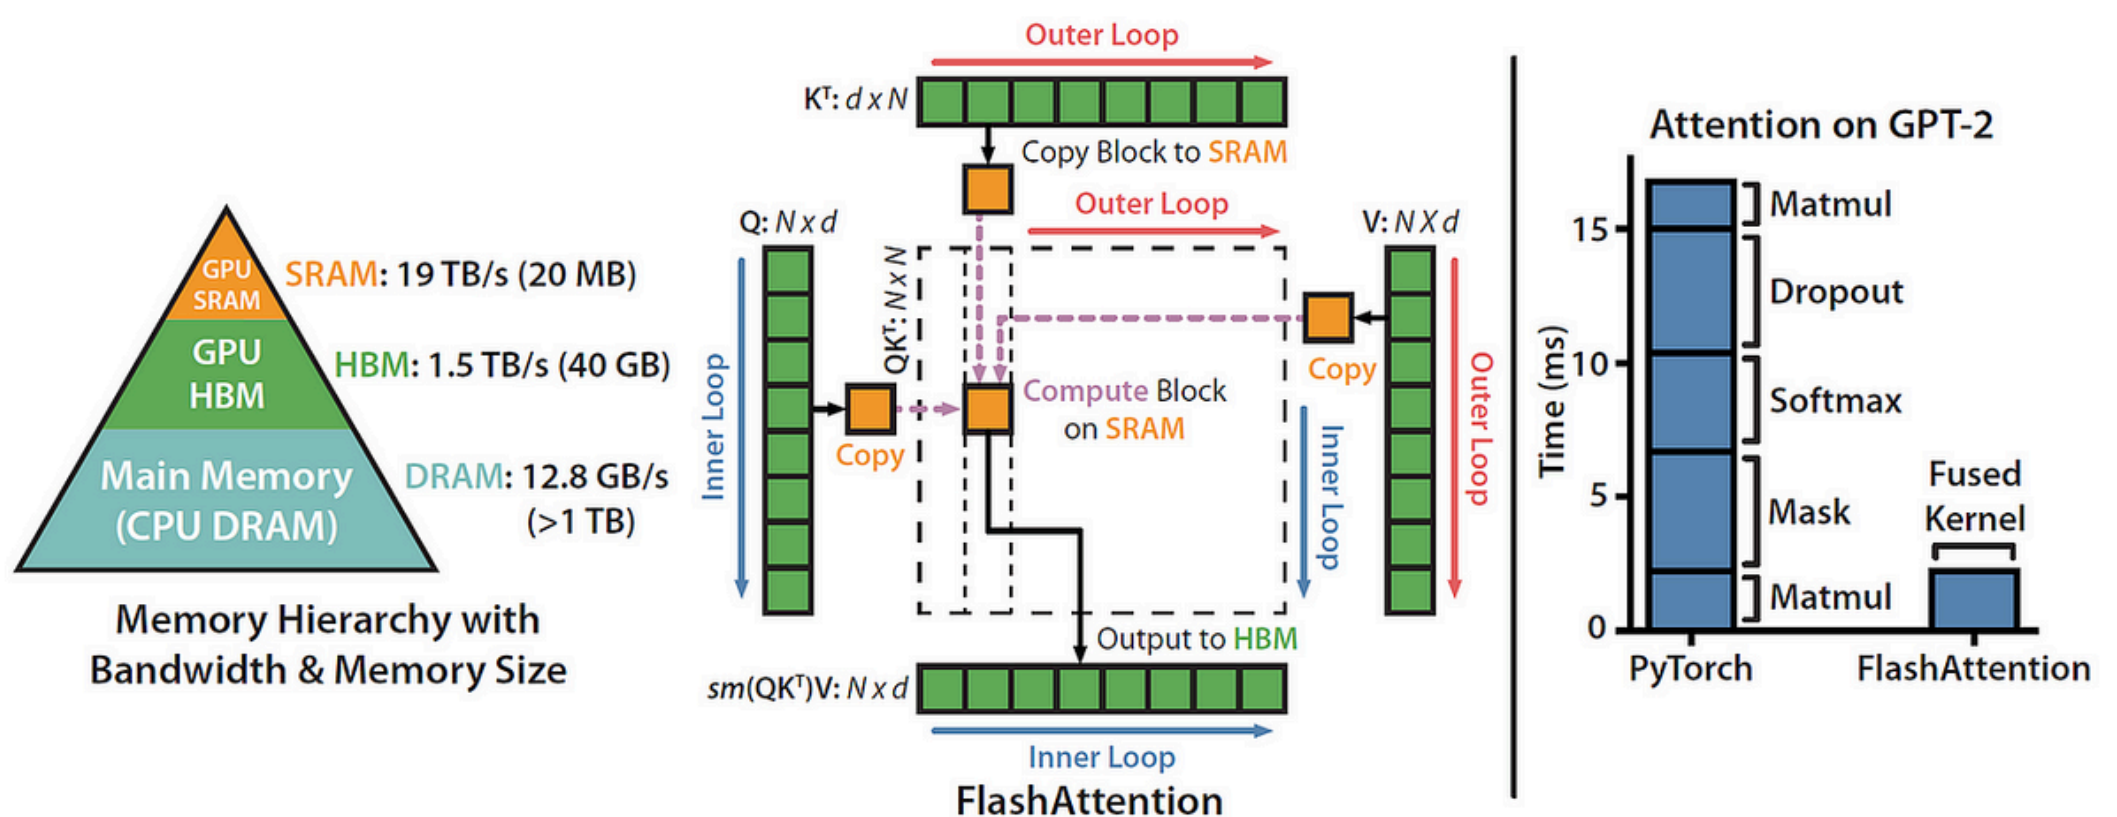 GPU
SRAM
SRAM: 19 TB/s (20 MB)
GPU
HBM
HBM: 1.5 TB/s (40 GB)
Main Memory
(CPU DRAM)
DRAM: 12.8 GB/s
(>1 TB)
Memory Hierarchy with
Bandwidth & Memory Size
Outer Loop
Kᵀ: d x N
Copy Block to SRAM
Outer Loop
Q: N x d
V: N X d
QKᵀ: N x N
Inner Loop
Copy
Compute Block
on SRAM
Copy
Inner Loop
Outer Loop
Output to HBM
sm(QKᵀ)V: N x d
Inner Loop
FlashAttention
Attention on GPT-2
Time (ms)
15
10
5
0
Matmul
Dropout
Softmax
Mask
Matmul
Fused
Kernel
PyTorch
FlashAttention